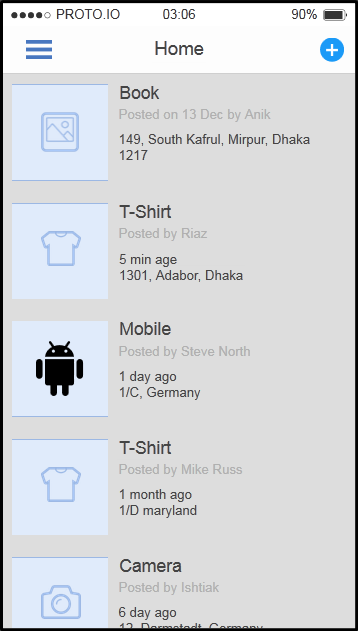 PROTO.IO 03:06 90%
Home
Book
Posted on 13 Dec by Anik
149, South Kafrul, Mirpur, Dhaka
1217
T-Shirt
Posted by Riaz
5 min age
1301, Adabor, Dhaka
Mobile
Posted by Steve North
1 day ago
1/C, Germany
T-Shirt
Posted by Mike Russ
1 month ago
1/D maryland
Camera
Posted by Ishtiak
6 day ago
12, Darmstadt, Germany